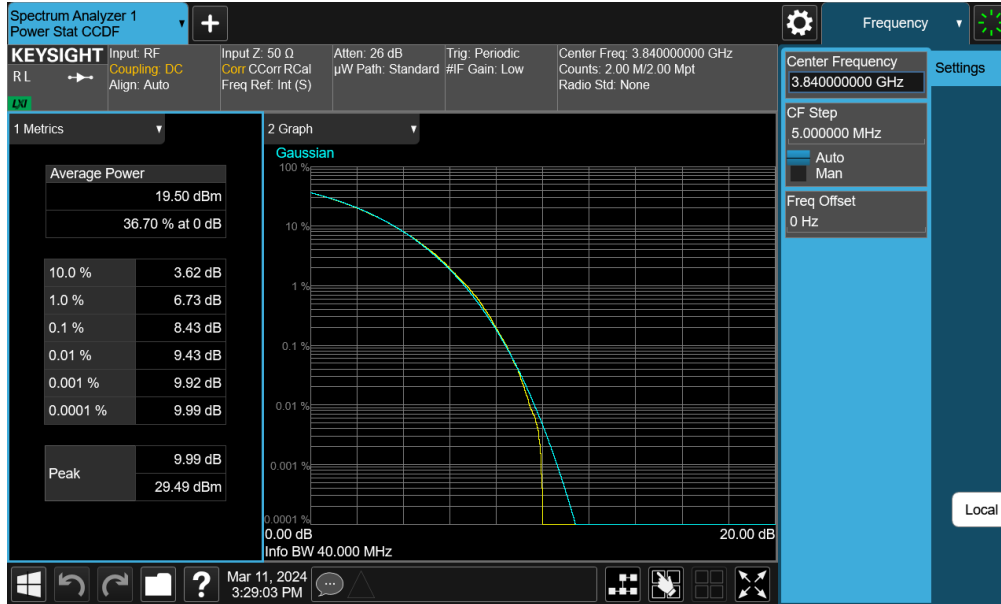 Spectrum Analyzer 1
Power Stat CCDF
Frequency
KEYSIGHT
R L
LXI
Input: RF
Coupling: DC
Align: Auto
Input Z: 50 Ω
Corr CCorr RCal
Freq Ref: Int (S)
Atten: 26 dB
µW Path: Standard
Trig: Periodic
#IF Gain: Low
Center Freq: 3.840000000 GHz
Counts: 2.00 M/2.00 Mpt
Radio Std: None
Center Frequency
3.840000000 GHz
Settings
CF Step
5.000000 MHz
Auto
Man
Freq Offset
0 Hz
Local
1 Metrics
Average Power
19.50 dBm
36.70 % at 0 dB
10.0 % 3.62 dB
1.0 % 6.73 dB
0.1 % 8.43 dB
0.01 % 9.43 dB
0.001 % 9.92 dB
0.0001 % 9.99 dB
Peak
9.99 dB
29.49 dBm
2 Graph
Gaussian
100 %
10 %
1 %
0.1 %
0.01 %
0.001 %
0.0001 %
0.00 dB 20.00 dB
Info BW 40.000 MHz
Mar 11, 2024
3:29:03 PM